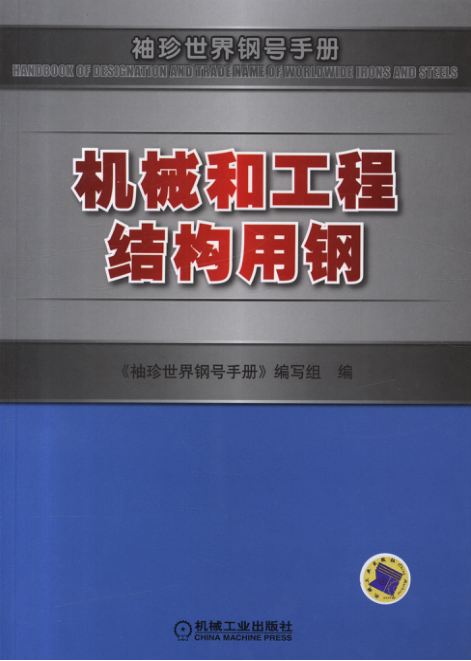 袖珍世界钢号手册
HANDBOOK OF DESIGNATION AND TRADE NAME OF WORLDWIDE IRONS AND STEELS
机械和工程
结构用钢
《袖珍世界钢号手册》编写组 编
机械工业出版社
CHINA MACHINE PRESS